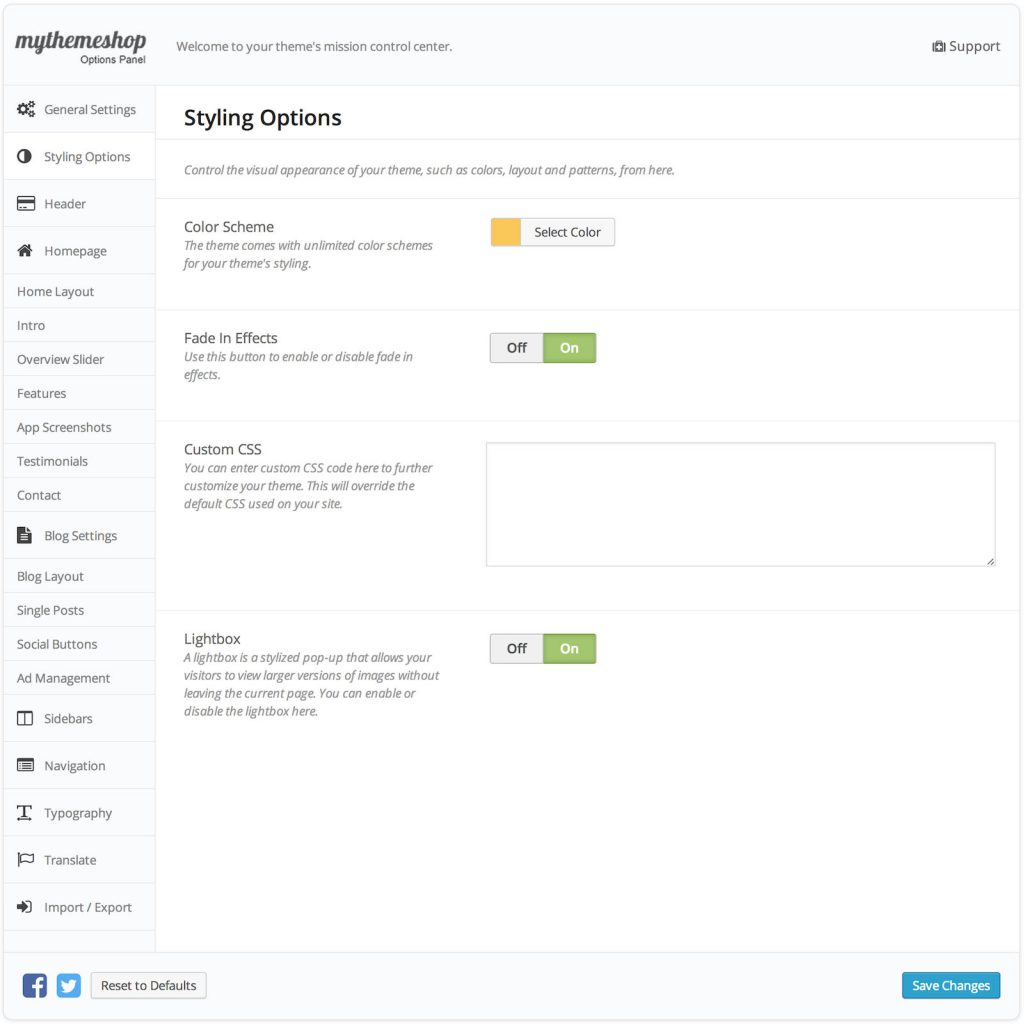 mythemeshop
Options Panel
Welcome to your theme's mission control center.
Support
General Settings
Styling Options
Header
Homepage
Home Layout
Intro
Overview Slider
Features
App Screenshots
Testimonials
Contact
Blog Settings
Blog Layout
Single Posts
Social Buttons
Ad Management
Sidebars
Navigation
Typography
Translate
Import / Export
Styling Options
Control the visual appearance of your theme, such as colors, layout and patterns, from here.
Color Scheme
The theme comes with unlimited color schemes
for your theme's styling.
Select Color
Fade In Effects
Use this button to enable or disable fade in
effects.
Off On
Custom CSS
You can enter custom CSS code here to further
customize your theme. This will override the
default CSS used on your site.
Lightbox
A lightbox is a stylized pop-up that allows your
visitors to view larger versions of images without
leaving the current page. You can enable or
disable the lightbox here.
Off On
Reset to Defaults
Save Changes